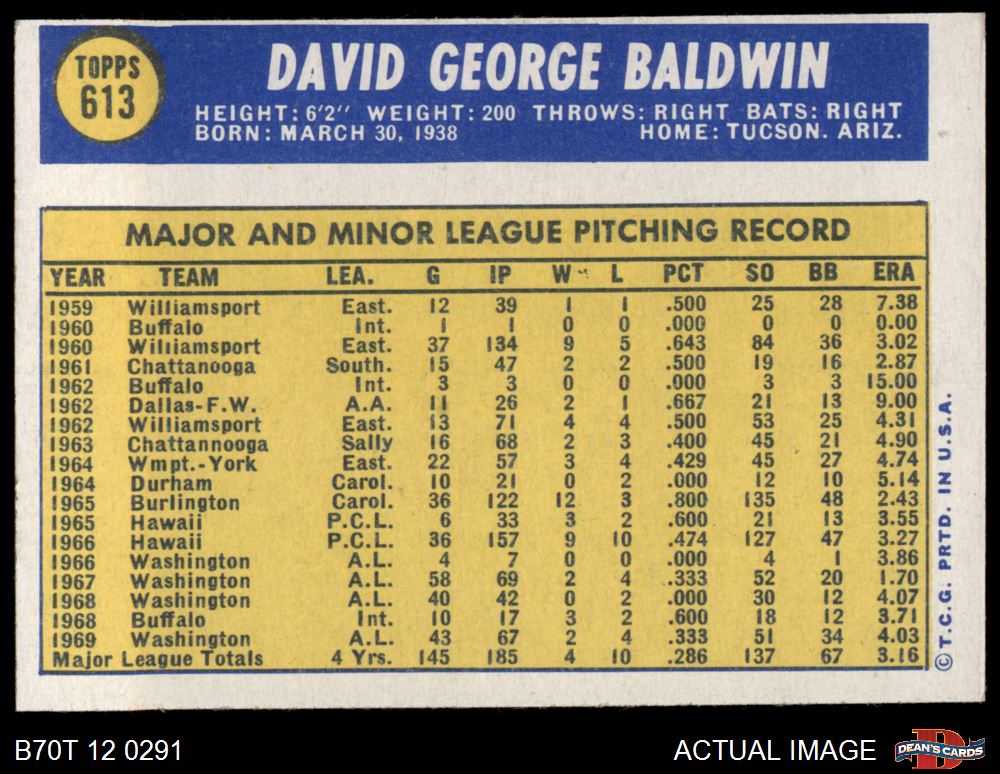 TOPPS
613
DAVID GEORGE BALDWIN
HEIGHT: 6'2'' WEIGHT: 200 THROWS: RIGHT BATS: RIGHT
BORN: MARCH 30, 1938 HOME: TUCSON. ARIZ.
MAJOR AND MINOR LEAGUE PITCHING RECORD
YEAR TEAM LEA. G IP W L PCT SO BB ERA
1959 Williamsport East. 12 39 1 1 .500 25 28 7.38
1960 Buffalo Int. 1 1 0 0 .000 0 0 0.00
1960 Williamsport East. 37 134 9 5 .643 84 36 3.02
1961 Chattanooga South. 15 47 2 2 .500 19 16 2.87
1962 Buffalo Int. 3 3 0 0 .000 3 3 15.00
1962 Dallas-F.W. A.A. 11 26 2 1 .667 21 13 9.00
1962 Williamsport East. 13 71 4 4 .500 53 25 4.31
1963 Chattannooga Sally 16 68 2 3 .400 45 21 4.90
1964 Wmpt.-York East. 22 57 3 4 .429 45 27 4.74
1964 Durham Carol. 10 21 0 2 .000 12 10 5.14
1965 Burlington Carol. 36 122 12 3 .800 135 48 2.43
1965 Hawaii P.C.L. 6 33 3 2 .600 21 13 3.55
1966 Hawaii P.C.L. 36 157 9 10 .474 127 47 3.27
1966 Washington A.L. 4 7 0 0 .000 4 1 3.86
1967 Washington A.L. 58 69 2 4 .333 52 20 1.70
1968 Washington A.L. 40 42 0 2 .000 30 12 4.07
1968 Buffalo Int. 10 17 3 2 .600 18 12 3.71
1969 Washington A.L. 43 67 2 4 .333 51 34 4.03
Major League Totals 4 Yrs. 145 185 4 10 .286 137 67 3.16
© T.C.G. PRTD. IN U.S.A.
B70T 12 0291
ACTUAL IMAGE
D
DEAN'S CARDS